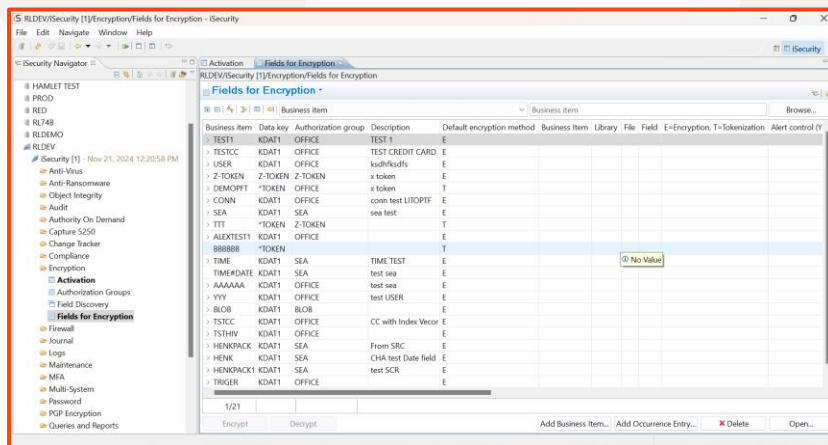 RLDEV/iSecurity [1]/Encryption/Fields for Encryption - iSecurity
File Edit Navigate Window Help
iSecurity
iSecurity Navigator
Activation Fields for Encryption
RLDEV/iSecurity [1]/Encryption/Fields for Encryption
HAMLET TEST
PROD
RED
RL74B
RLDEMO
RLDEV
iSecurity [1] - Nov 21, 2024 12:20:58 PM
Anti-Virus
Anti-Ransomware
Object Integrity
Audit
Authority On Demand
Capture 5250
Change Tracker
Compliance
Encryption
Activation
Authorization Groups
Field Discovery
Fields for Encryption
Firewall
Journal
Logs
Maintenance
MFA
Multi-System
Password
PGP Encryption
Queries and Reports
Fields for Encryption
Business item Business item Browse...
Business item Data key Authorization group Description Default encryption method Business Item Library File Field E=Encryption, T=Tokenization Alert control (Y
TEST1 KDAT1 OFFICE TEST 1 E
TESTCC KDAT1 OFFICE TEST CREDIT CARD E
USER KDAT1 OFFICE ksdhfksdfs E
Z-TOKEN Z-TOKEN Z-TOKEN x token E
DEMOPFT *TOKEN OFFICE x token T
CONN KDAT1 OFFICE conn test LITOPTF E
SEA KDAT1 SEA sea test E
TTT *TOKEN Z-TOKEN T
ALEXTEST1 KDAT1 OFFICE E
BBBBBB *TOKEN T
TIME KDAT1 SEA TIME TEST E
No Value
TIME#DATE KDAT1 SEA test sea E
AAAAAA KDAT1 OFFICE test sea E
YYY KDAT1 OFFICE test USER E
BLOB KDAT1 BLOB E
TSTCC KDAT1 OFFICE CC with Index Vecor E
TSTHIV KDAT1 OFFICE E
HENKPACK KDAT1 SEA From SRC E
HENK KDAT1 SEA CHA test Date field E
HENKPACK1 KDAT1 SEA test SCR E
TRIGER KDAT1 OFFICE E
1/21
Encrypt Decrypt Add Business Item... Add Occurrence Entry... Delete Open...